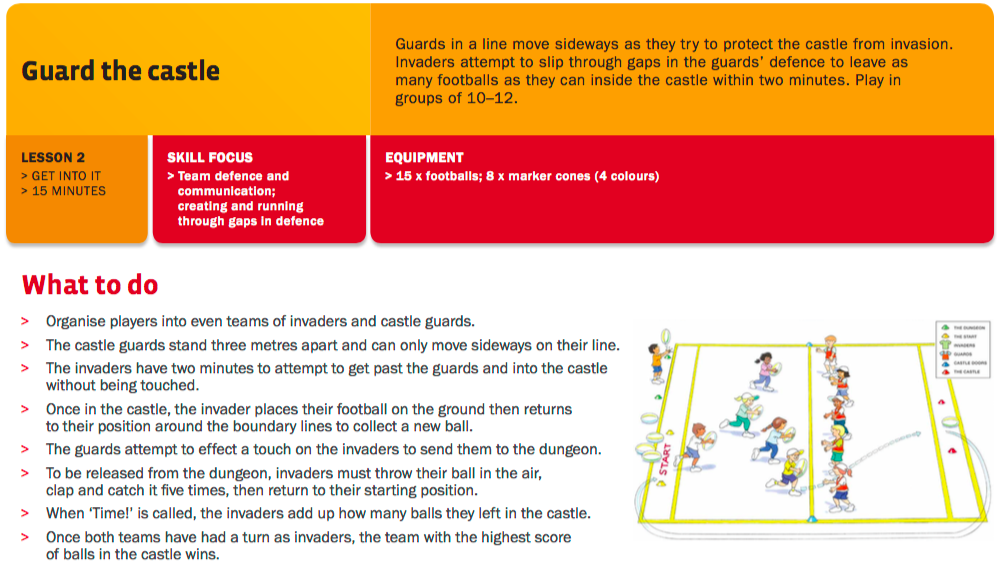 Guard the castle
Guards in a line move sideways as they try to protect the castle from invasion.
Invaders attempt to slip through gaps in the guards' defence to leave as
many footballs as they can inside the castle within two minutes. Play in
groups of 10–12.
LESSON 2
> GET INTO IT
> 15 MINUTES
SKILL FOCUS
> Team defence and
communication;
creating and running
through gaps in defence
EQUIPMENT
> 15 x footballs; 8 x marker cones (4 colours)
What to do
> Organise players into even teams of invaders and castle guards.
> The castle guards stand three metres apart and can only move sideways on their line.
> The invaders have two minutes to attempt to get past the guards and into the castle
without being touched.
> Once in the castle, the invader places their football on the ground then returns
to their position around the boundary lines to collect a new ball.
> The guards attempt to effect a touch on the invaders to send them to the dungeon.
> To be released from the dungeon, invaders must throw their ball in the air,
clap and catch it five times, then return to their starting position.
> When 'Time!' is called, the invaders add up how many balls they left in the castle.
> Once both teams have had a turn as invaders, the team with the highest score
of balls in the castle wins.
START
THE DUNGEON
THE START
INVADERS
GUARDS
CASTLE DOORS
THE CASTLE